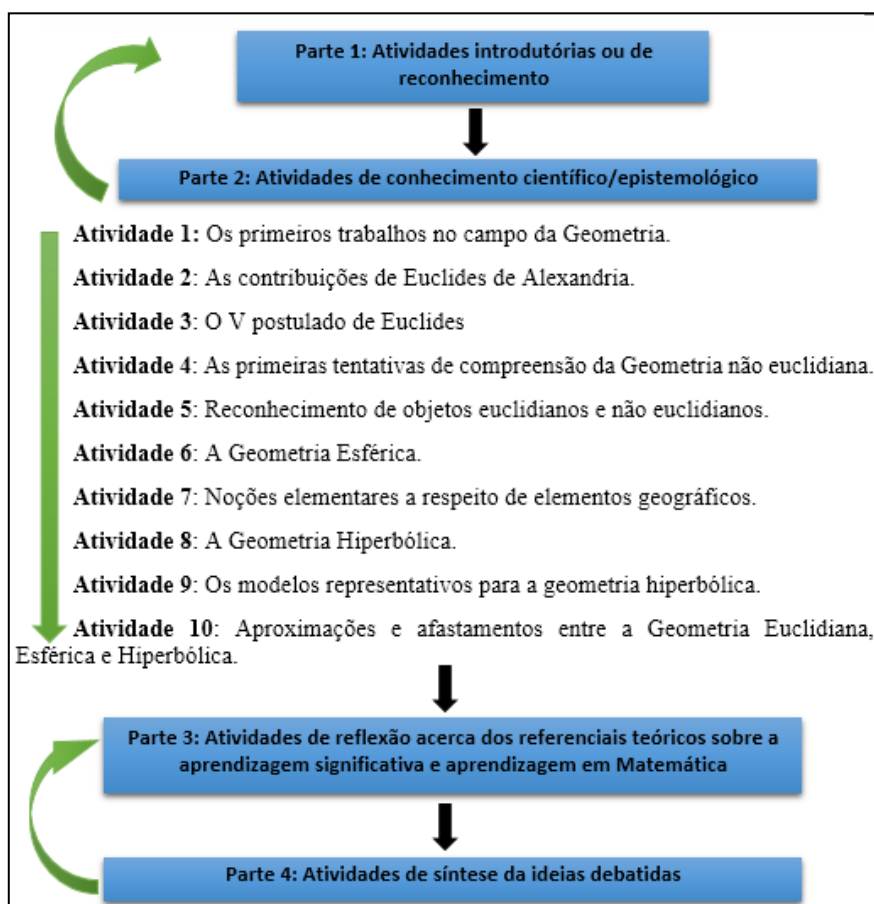 Parte 1: Atividades introdutórias ou de
reconhecimento
Parte 2: Atividades de conhecimento científico/epistemológico
Atividade 1: Os primeiros trabalhos no campo da Geometria.
Atividade 2: As contribuições de Euclides de Alexandria.
Atividade 3: O V postulado de Euclides
Atividade 4: As primeiras tentativas de compreensão da Geometria não euclidiana.
Atividade 5: Reconhecimento de objetos euclidianos e não euclidianos.
Atividade 6: A Geometria Esférica.
Atividade 7: Noções elementares a respeito de elementos geográficos.
Atividade 8: A Geometria Hiperbólica.
Atividade 9: Os modelos representativos para a geometria hiperbólica.
Atividade 10: Aproximações e afastamentos entre a Geometria Euclidiana,
Esférica e Hiperbólica.
Parte 3: Atividades de reflexão acerca dos referenciais teóricos sobre a
aprendizagem significativa e aprendizagem em Matemática
Parte 4: Atividades de síntese da ideias debatidas